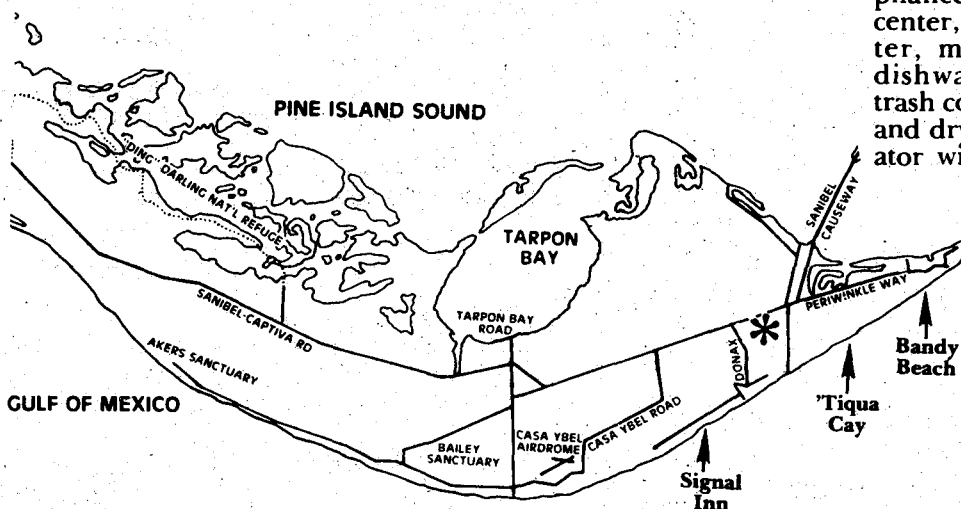 center,
ter, m
dishwa
trash co
and dry
ator wi
PINE ISLAND SOUND
"DING" DARLING NAT'L REFUGE
SANIBEL
CAUSEWAY
TARPON
BAY
TARPON BAY
ROAD
PERIWINKLE WAY
SANIBEL-CAPTIVA RD
AKERS SANCTUARY
DONAX
Bandy
Beach
GULF OF MEXICO
'Tiqua
Cay
BAILEY
SANCTUARY
CASA YBEL
AIRDROME
CASA YBEL ROAD
Signal
Inn